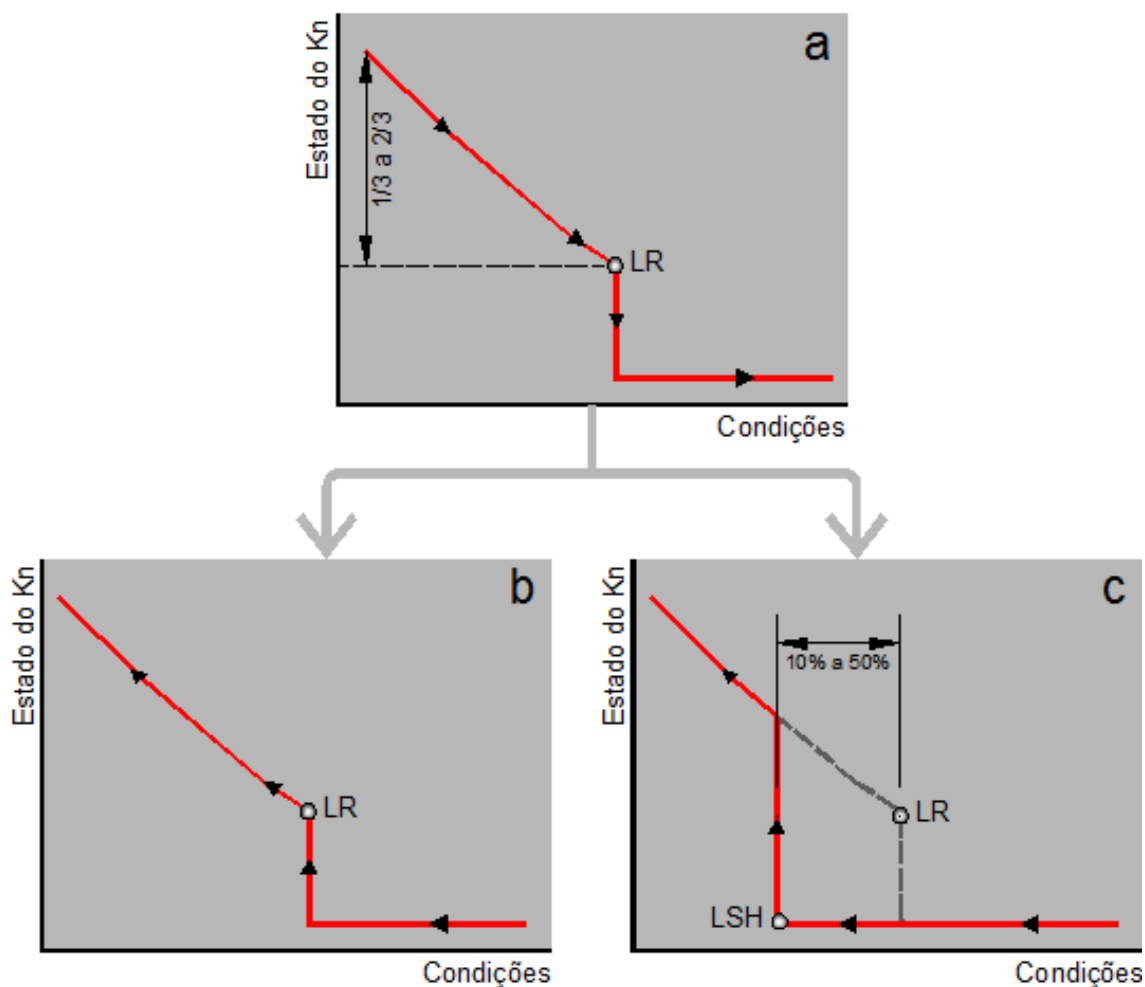 a
Estado do Kn
1/3 a 2/3
LR
Condições
b
Estado do Kn
LR
Condições
c
Estado do Kn
10% a 50%
LR
LSH
Condições